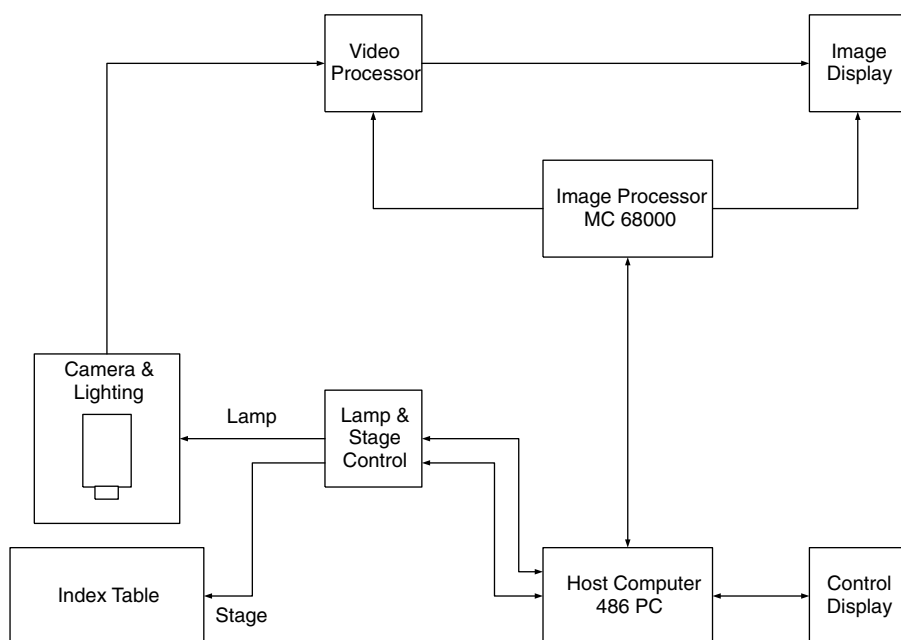 Video
Processor
Image
Display
Image Processor
MC 68000
Camera &
Lighting
Lamp
Lamp &
Stage
Control
Index Table
Stage
Host Computer
486 PC
Control
Display